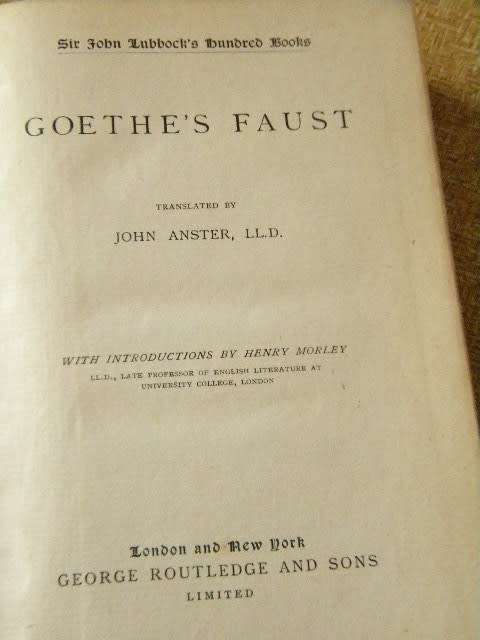 Sir John Lubbock's Hundred Books
GOETHE'S FAUST
TRANSLATED BY
JOHN ANSTER, LL.D.
WITH INTRODUCTIONS BY HENRY MORLEY
LL.D., LATE PROFESSOR OF ENGLISH LITERATURE AT
UNIVERSITY COLLEGE, LONDON
London and New York
GEORGE ROUTLEDGE AND SONS
LIMITED